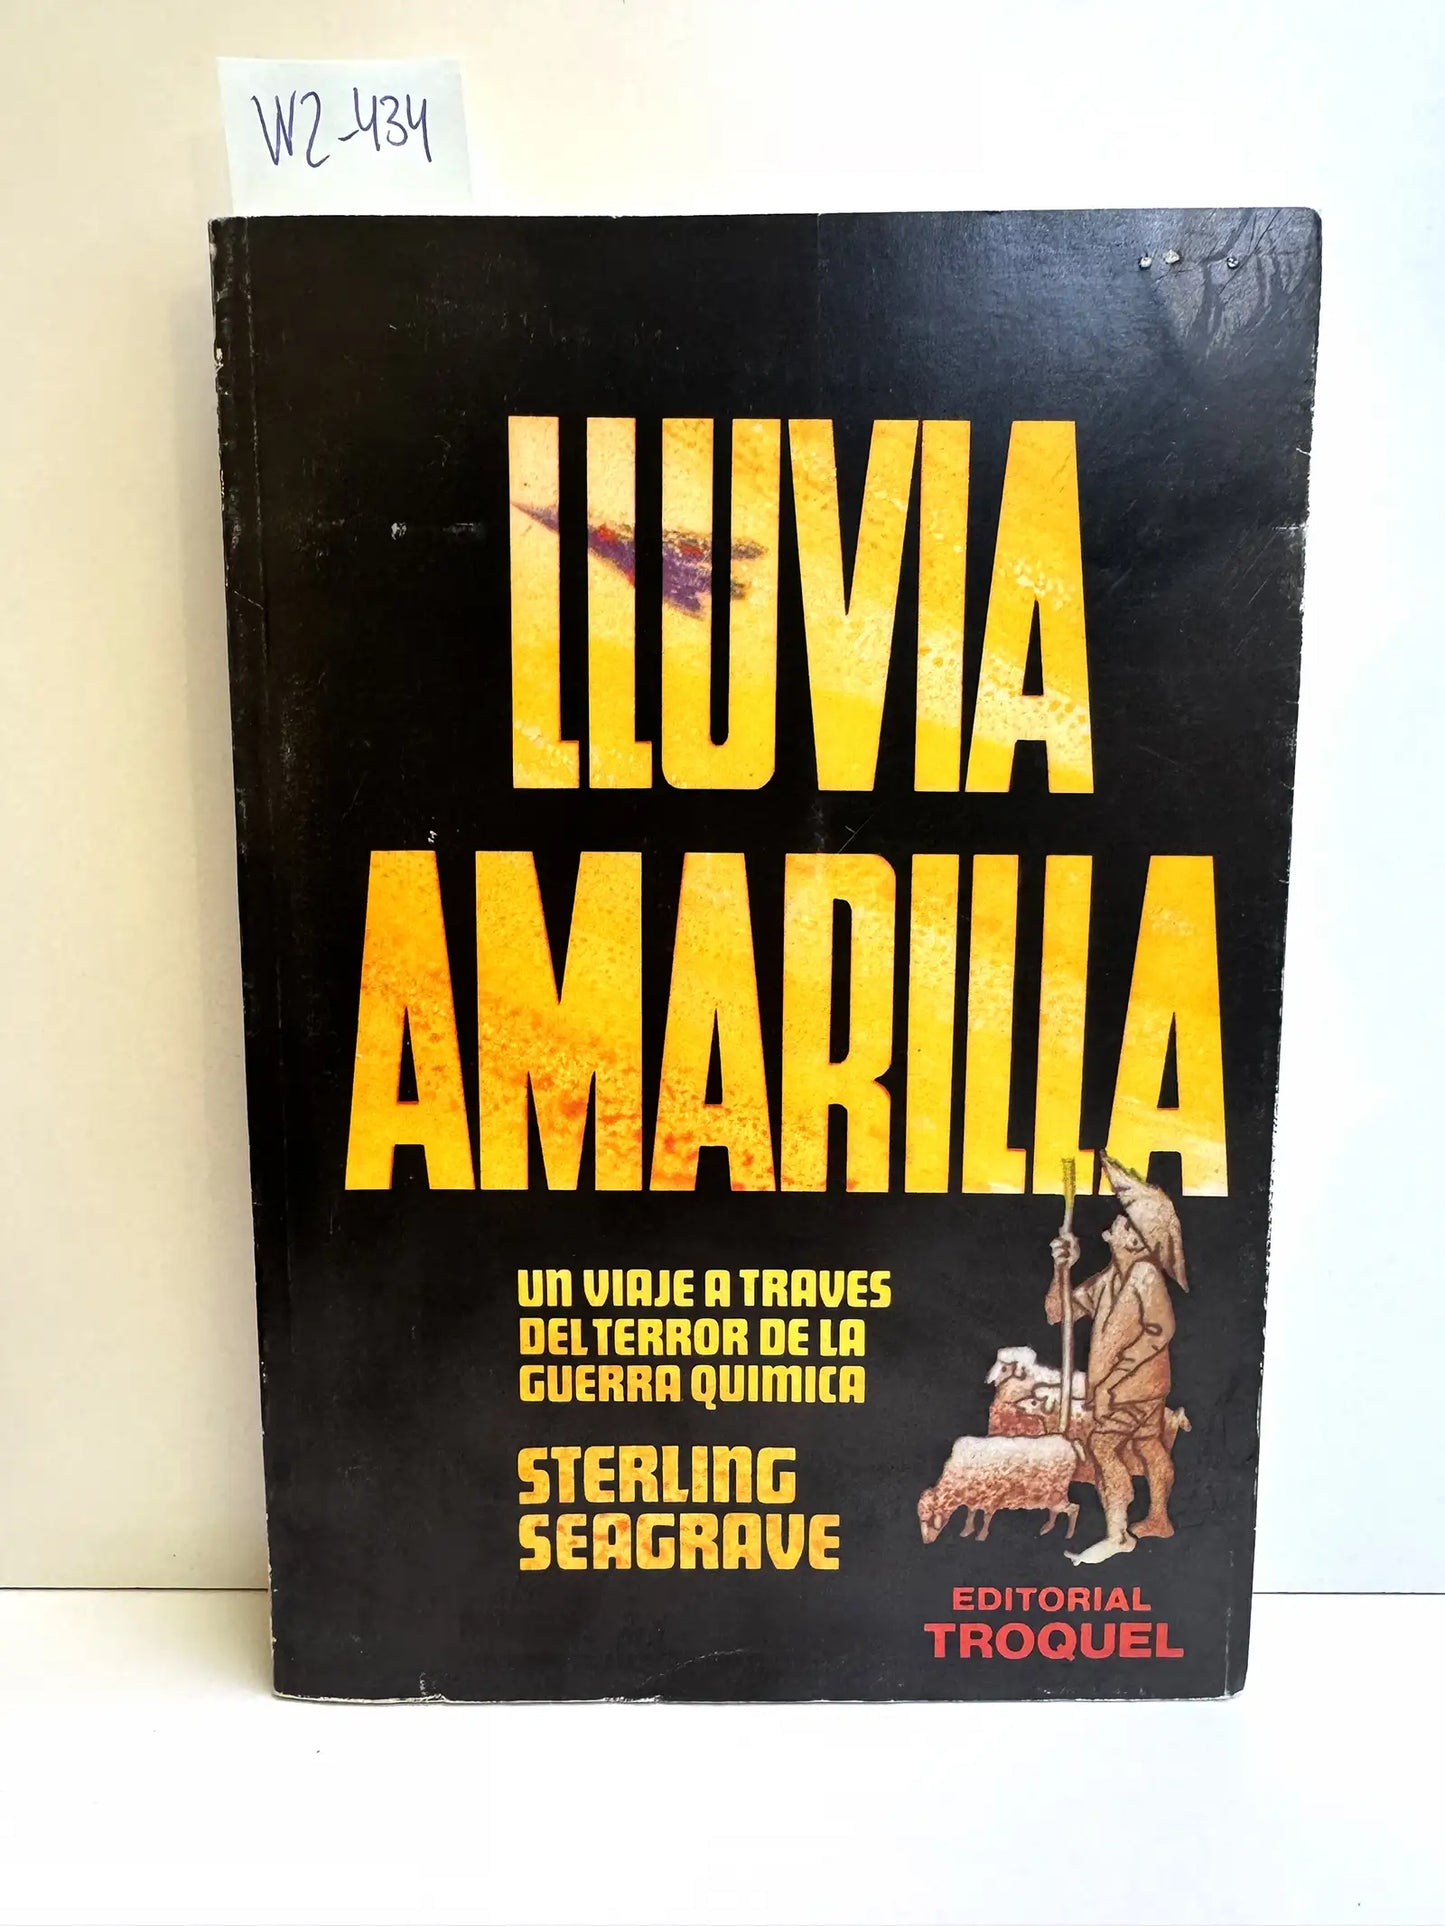 W2-434
LLUVIA
AMARILLA
UN VIAJE A TRAVES
DEL TERROR DE LA
GUERRA QUIMICA
STERLING
SEAGRAVE
EDITORIAL
TROQUEL